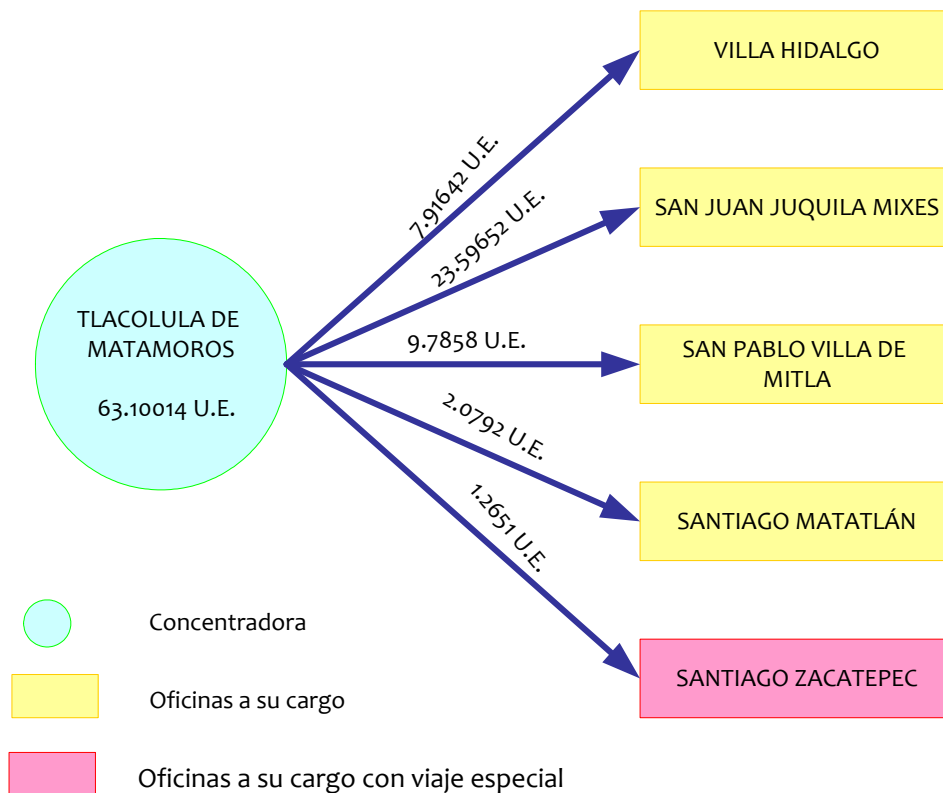 VILLA HIDALGO
7.91642 U.E.
SAN JUAN JUQUILA MIXES
23.59652 U.E.
TLACOLULA DE
MATAMOROS
63.10014 U.E.
9.7858 U.E.
SAN PABLO VILLA DE
MITLA
2.0792 U.E.
SANTIAGO MATATLÁN
1.2651 U.E.
SANTIAGO ZACATEPEC
Concentradora
Oficinas a su cargo
Oficinas a su cargo con viaje especial